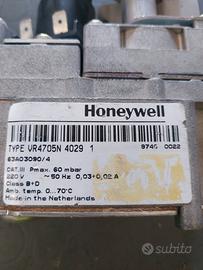 Honeywell
TYPE VR4705N 4029 1 9745 0022
63A03090/4
CAT.III Pmax. 60 mbar
220 V ~50 Hz 0,03+0,02 A
Class B+D
Amb.temp. 0...70°C
Made in the Netherlands
Subito